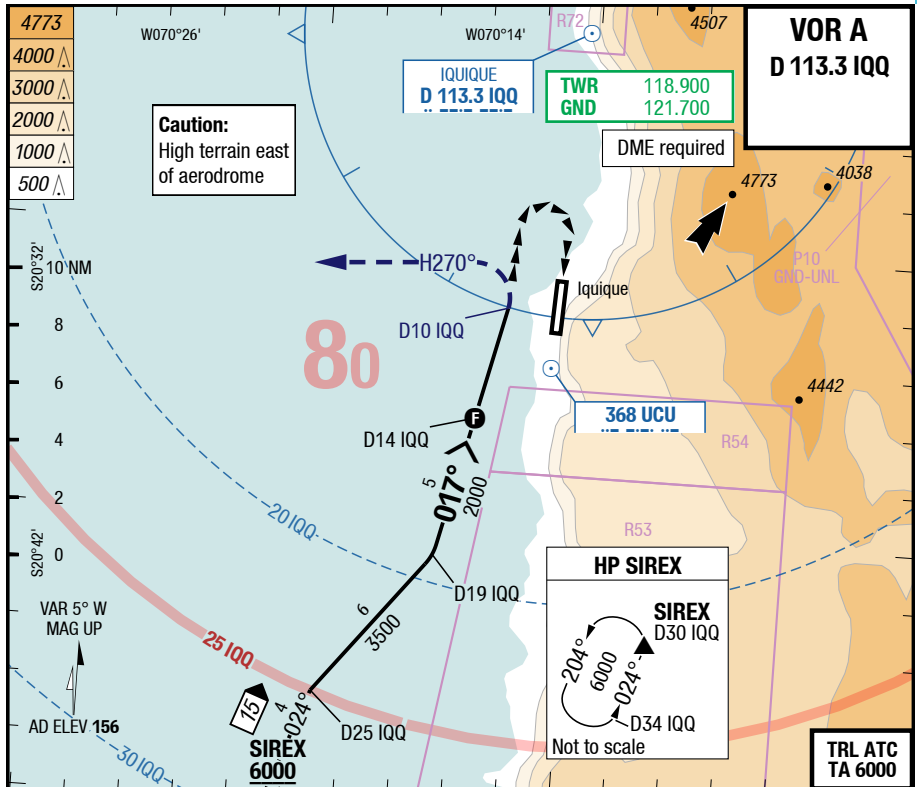 4773
4000
3000
2000
1000
500
W070°26'
W070°14'
R72
4507
VOR A
D 113.3 IQQ
IQUIQUE
D 113.3 IQQ
TWR 118.900
GND 121.700
DME required
Caution:
High terrain east
of aerodrome
4773
4038
P10
GND-UNL
S20°32'
10 NM
8
6
4
2
0
S20°42'
H270°
D10 IQQ
Iquique
80
F
D14 IQQ
368 UCU
4442
R54
5
017°
2000
20 IQQ
R53
D19 IQQ
6
3500
VAR 5° W
MAG UP
25 IQQ
HP SIREX
SIREX
D30 IQQ
204°
6000
024°
D34 IQQ
Not to scale
AD ELEV 156
15
4
024°
D25 IQQ
SIREX
6000
30 IQQ
TRL ATC
TA 6000